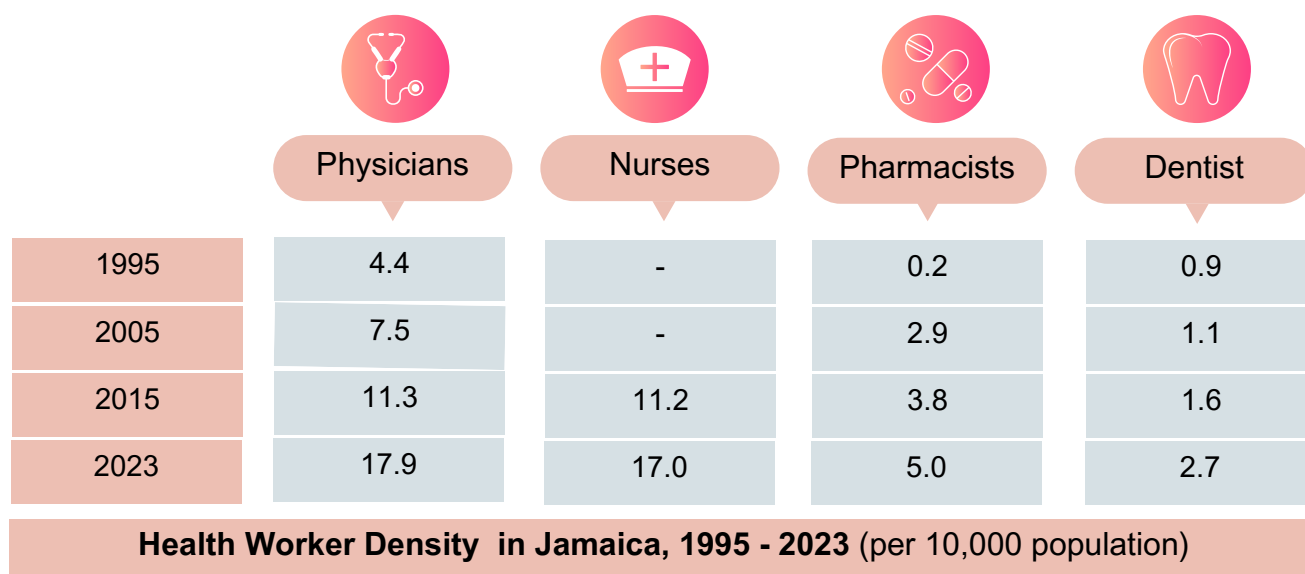 Physicians Nurses Pharmacists Dentist
1995 4.4 - 0.2 0.9
2005 7.5 - 2.9 1.1
2015 11.3 11.2 3.8 1.6
2023 17.9 17.0 5.0 2.7
Health Worker Density in Jamaica, 1995 - 2023 (per 10,000 population)